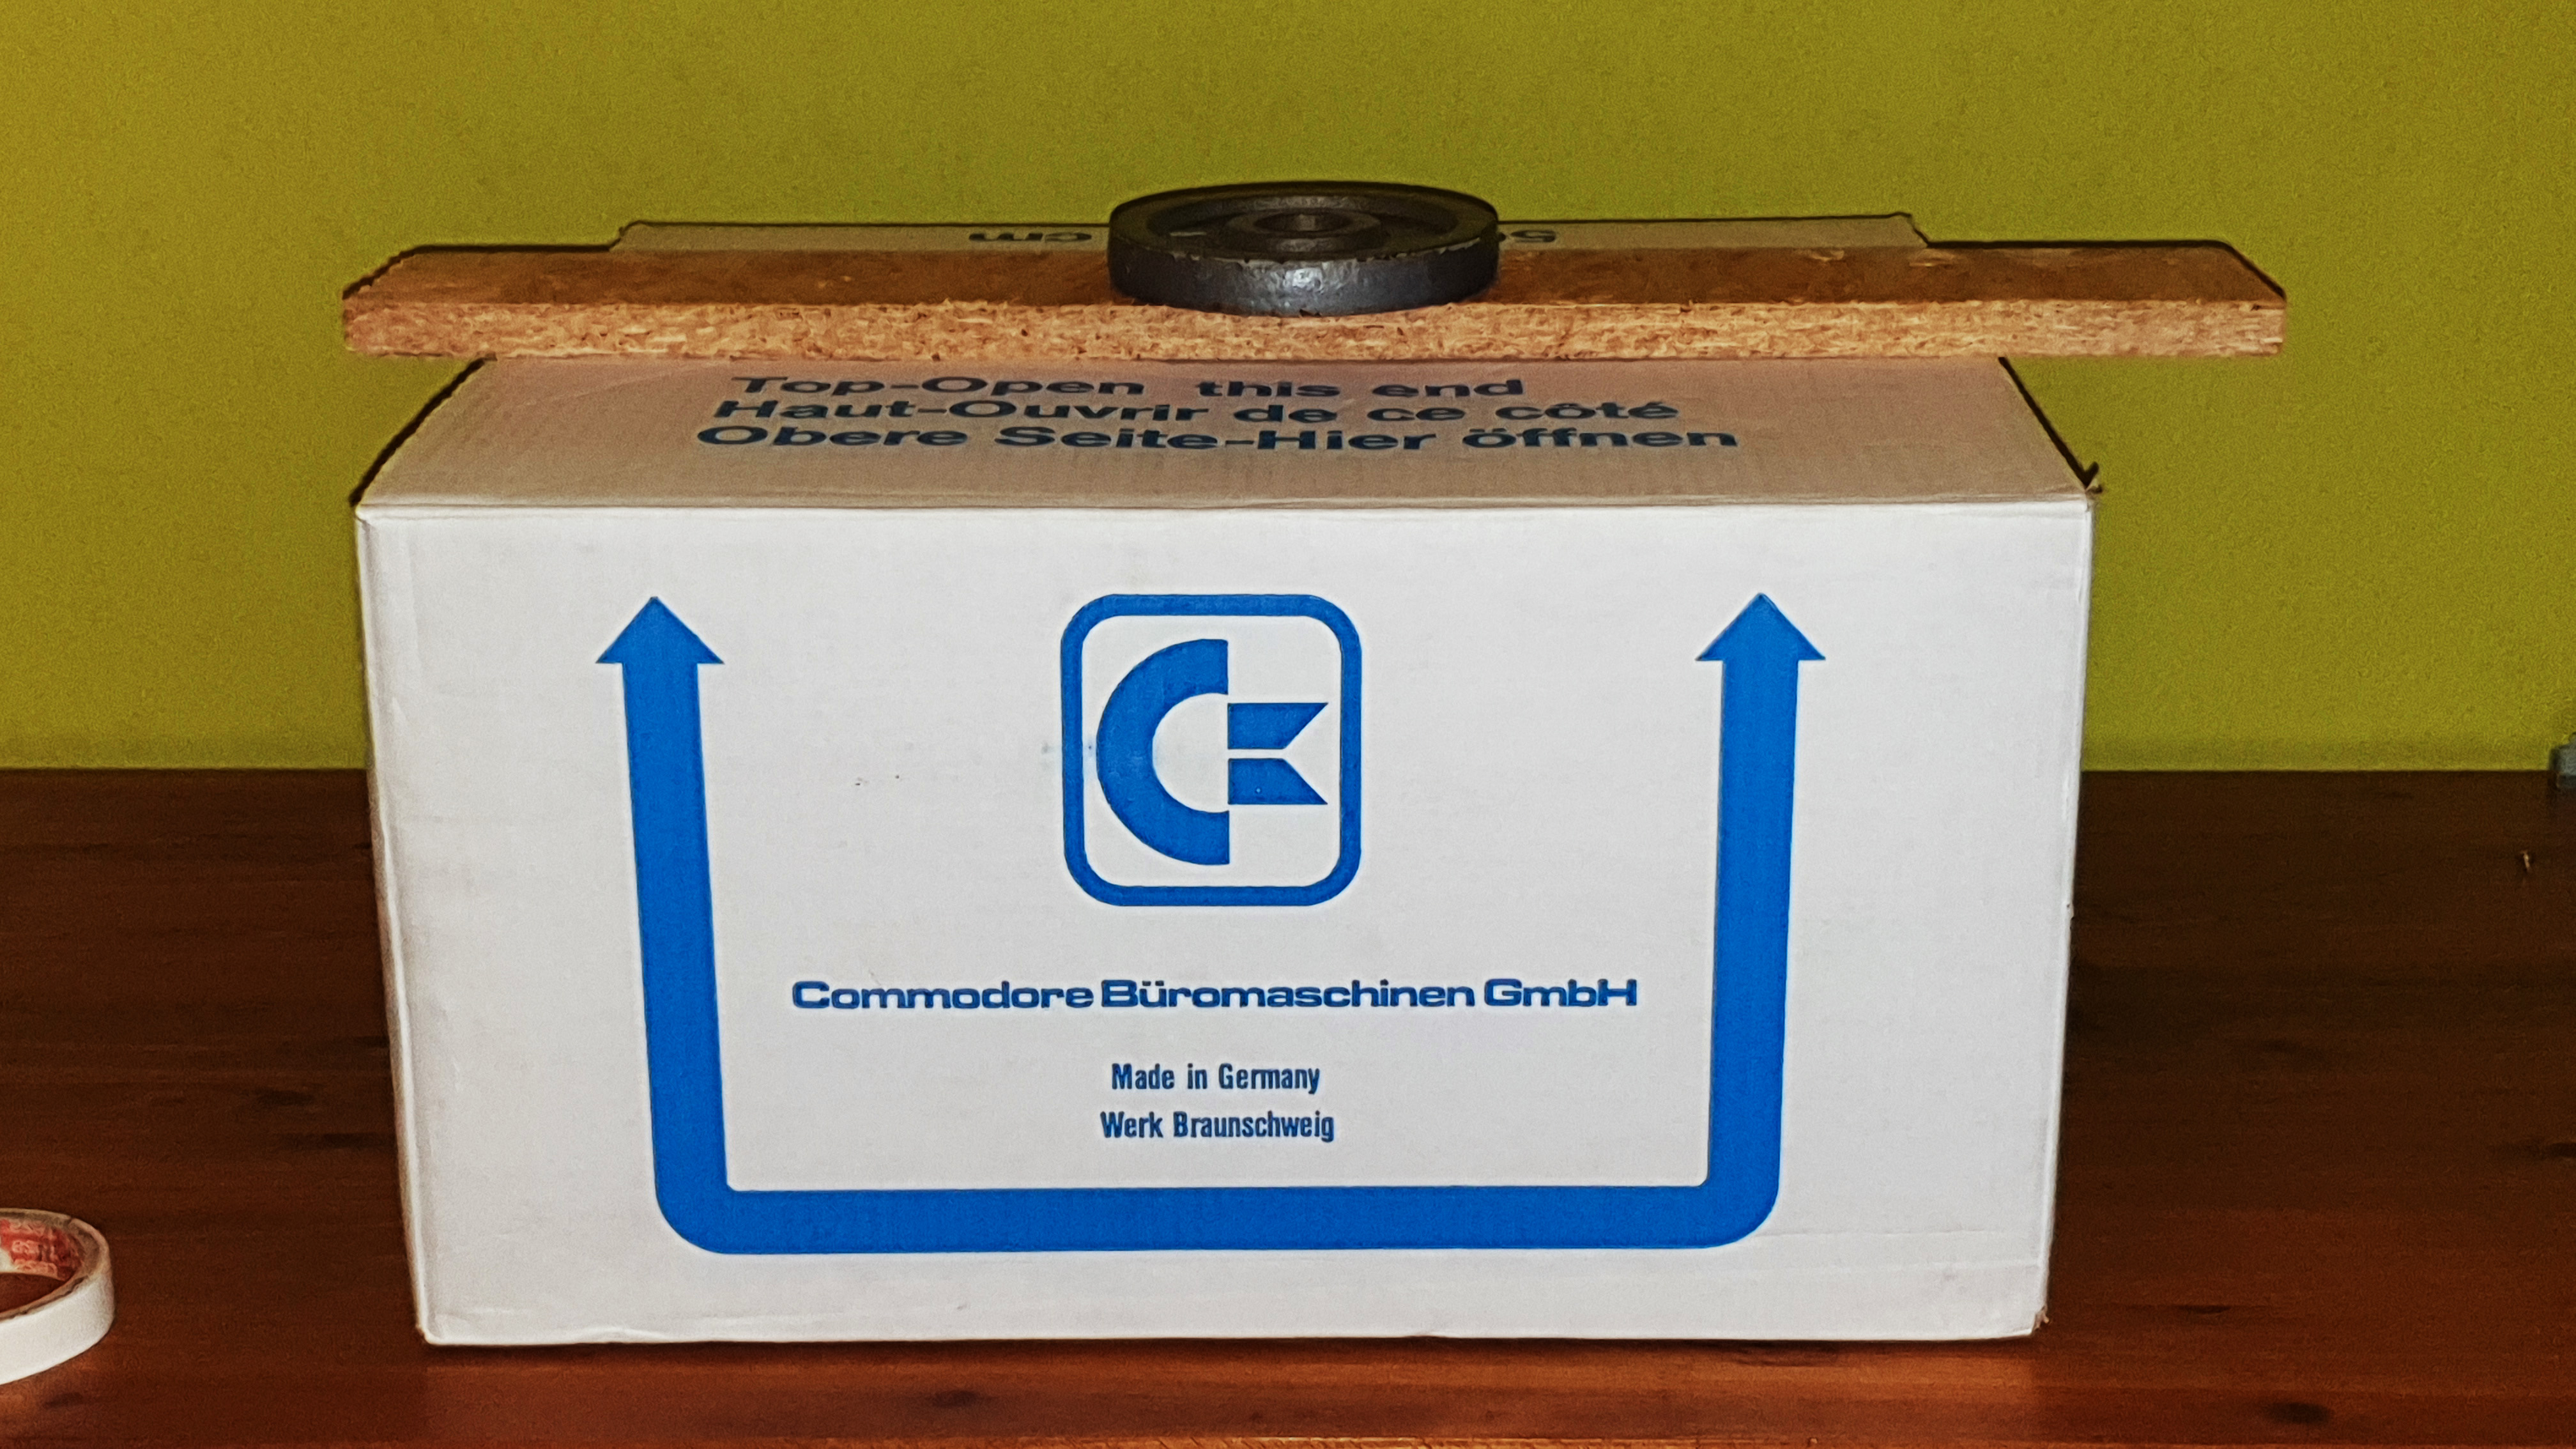 cm
Top-Open this end
Haut-Ouvrir de ce côté
Obere Seite-Hier öffnen
Commodore Büromaschinen GmbH
Made in Germany
Werk Braunschweig